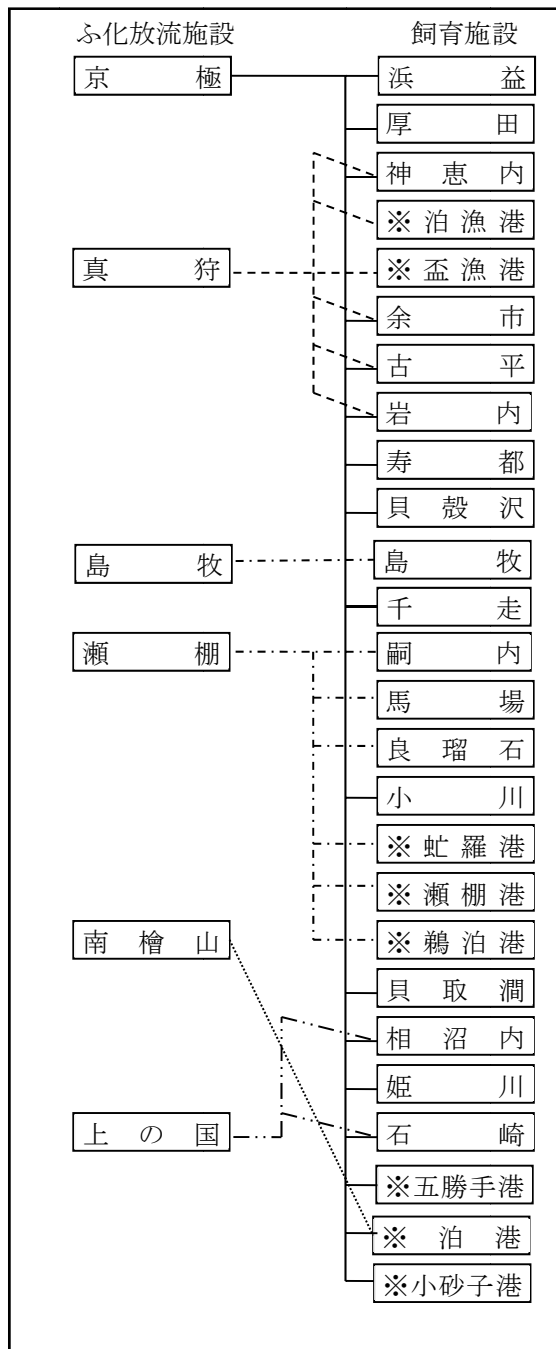 ふ化放流施設 飼育施設
京極 浜益
厚田
神恵内
※泊漁港
真狩 ※盃漁港
余市
古平
岩内
寿都
貝殻沢
島牧 島牧
千走
瀬棚 嗣内
馬場
良瑠石
小川
※虻羅港
※瀬棚港
南檜山 ※鵜泊港
貝取澗
相沼内
姫川
上の国 石崎
※五勝手港
※泊港
※小砂子港